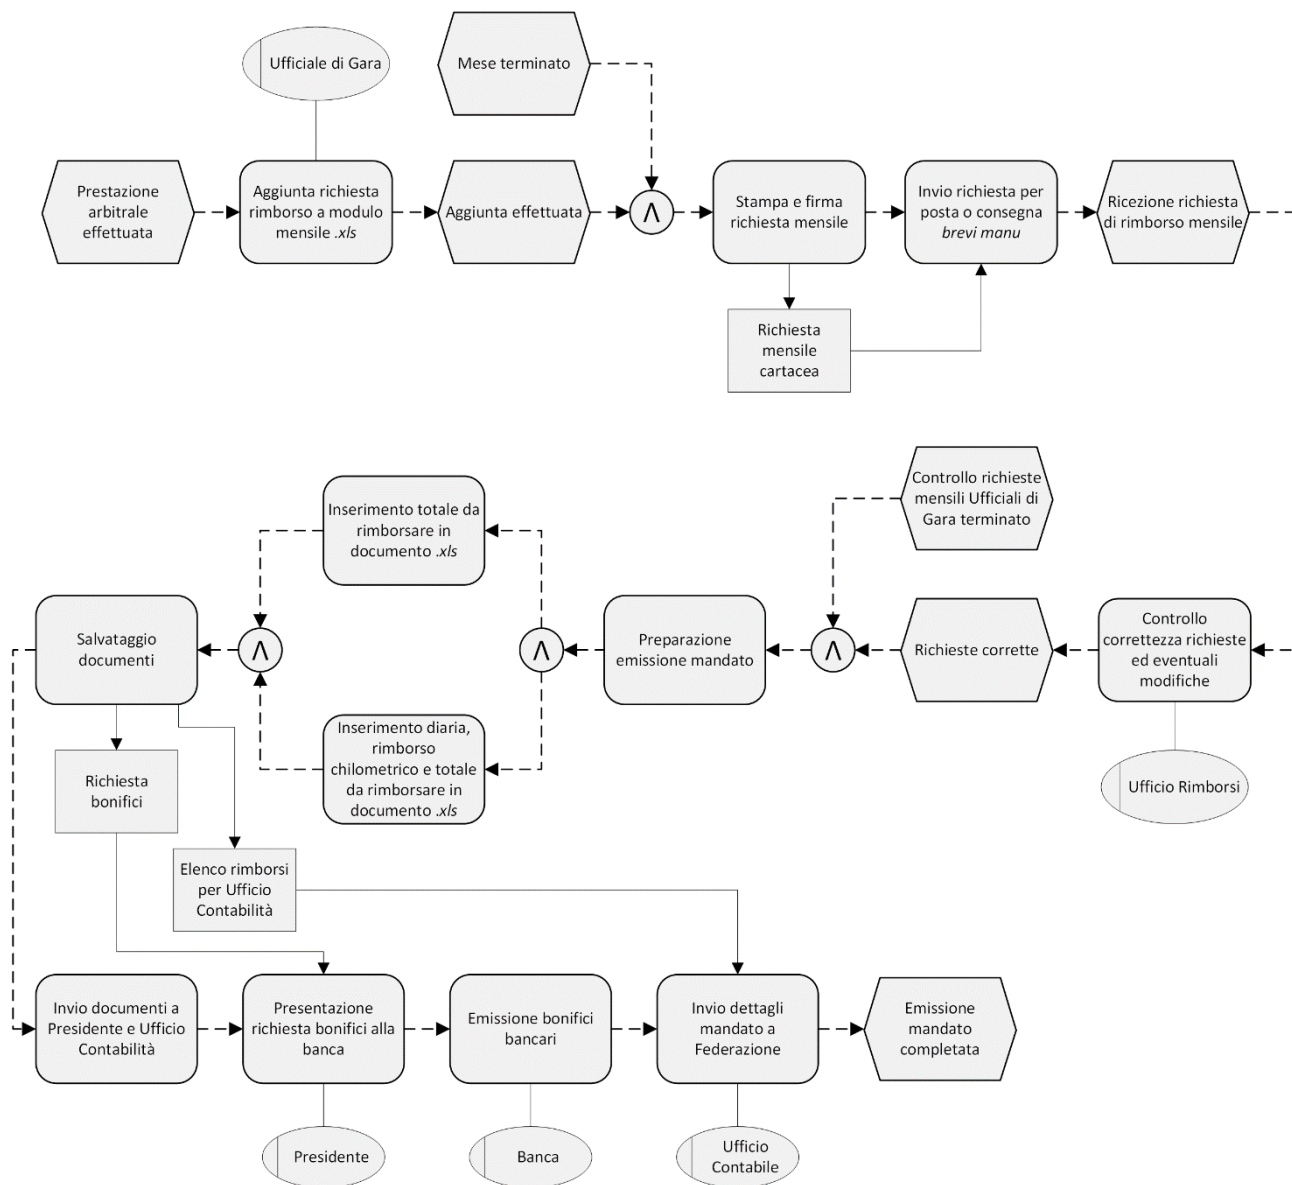 Ufficiale di Gara
Mese terminato
Prestazione
arbitrale
effettuata
Aggiunta richiesta
rimborso a modulo
mensile .xls
Aggiunta effettuata
Λ
Stampa e firma
richiesta mensile
Invio richiesta per
posta o consegna
brevi manu
Ricezione richiesta
di rimborso mensile
Richiesta
mensile
cartacea
Controllo richieste
mensili Ufficiali di
Gara terminato
Inserimento totale da
rimborsare in
documento .xls
Salvataggio
documenti
Λ
Λ
Preparazione
emissione mandato
Λ
Richieste corrette
Controllo
correttezza richieste
ed eventuali
modifiche
Inserimento diaria,
rimborso
chilometrico e totale
da rimborsare in
documento .xls
Richiesta
bonifici
Ufficio Rimborsi
Elenco rimborsi
per Ufficio
Contabilità
Invio documenti a
Presidente e Ufficio
Contabilità
Presentazione
richiesta bonifici alla
banca
Emissione bonifici
bancari
Invio dettagli
mandato a
Federazione
Emissione
mandato
completata
Presidente
Banca
Ufficio
Contabile